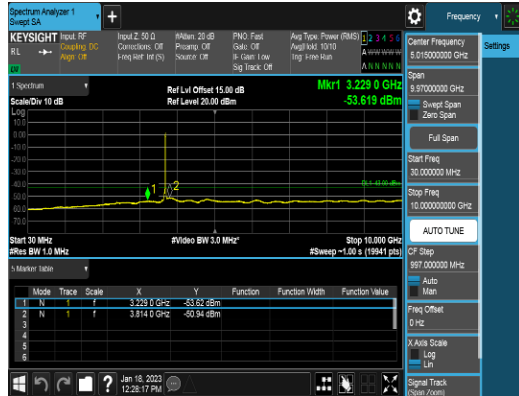 Spectrum Analyzer 1
Swept SA
+
Frequency
KEYSIGHT Input: RF
RL
Coupling: DC
Align: Off
Input Z: 50 Ω
Corrections: Off
Freq Ref: Int (S)
#Atten: 20 dB
Preamp: Off
Source: Off
PNO: Fast
Gate: Off
IF Gain: Low
Sig Track: Off
Avg Type: Power (RMS)
Avg|Hold: 10/10
Trig: Free Run
1 2 3 4 5 6
A W W W W W
A N N N N N
1 Spectrum
Scale/Div 10 dB
Log
Ref Lvl Offset 15.00 dB
Ref Level 20.00 dBm
Mkr1 3.229 0 GHz
-53.619 dBm
10.0
0.00
-10.0
-20.0
-30.0
-40.0
-50.0
-60.0
-70.0
1
2
Start 30 MHz
#Res BW 1.0 MHz
#Video BW 3.0 MHz*
Stop 10.000 GHz
#Sweep ~1.00 s (19941 pts)
5 Marker Table
Mode Trace Scale X Y Function Function Width Function Value
1 N 1 f 3.229 0 GHz -53.62 dBm
2 N 1 f 3.814 0 GHz -50.94 dBm
3
4
5
6
Jan 18, 2023
12:28:17 PM
Settings
Center Frequency
5.015000000 GHz
Span
9.97000000 GHz
Swept Span
Zero Span
Full Span
Start Freq
30.000000 MHz
Stop Freq
10.000000000 GHz
AUTO TUNE
CF Step
997.000000 MHz
Auto
Man
Freq Offset
0 Hz
X Axis Scale
Log
Lin
Signal Track
(Span Zoom)